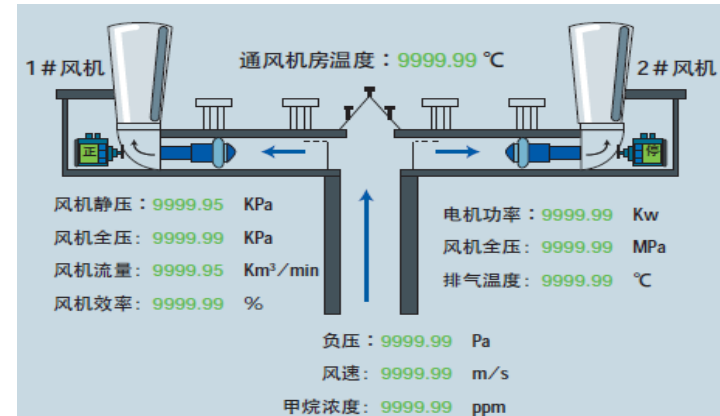 通风机房温度：9999.99 ℃
1#风机
2#风机
正
停
风机静压：9999.95 KPa
风机全压：9999.99 KPa
风机流量：9999.95 Km³/min
风机效率：9999.99 %
电机功率：9999.99 Kw
风机全压：9999.99 MPa
排气温度：9999.99 ℃
负压：9999.99 Pa
风速：9999.99 m/s
甲烷浓度：9999.99 ppm